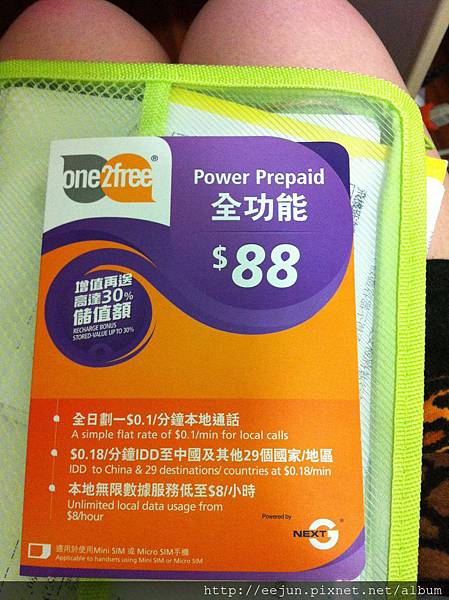 one2free®
Power Prepaid
全功能
$88
增值再送
高達30%
儲值額
RECHARGE BONUS
STORED-VALUE UP TO 30%
全日劃一$0.1/分鐘本地通話
A simple flat rate of $0.1/min for local calls
$0.18/分鐘IDD至中國及其他29個國家/地區
IDD to China & 29 destinations/ countries at $0.18/min
本地無限數據服務低至$8/小時
Unlimited local data usage from
$8/hour
Powered by
NEXT G®
適用於使用Mini SIM 或 Micro SIM手機
Applicable to handsets using Mini SIM or Micro SIM
http://eejun.pixnet.net/album